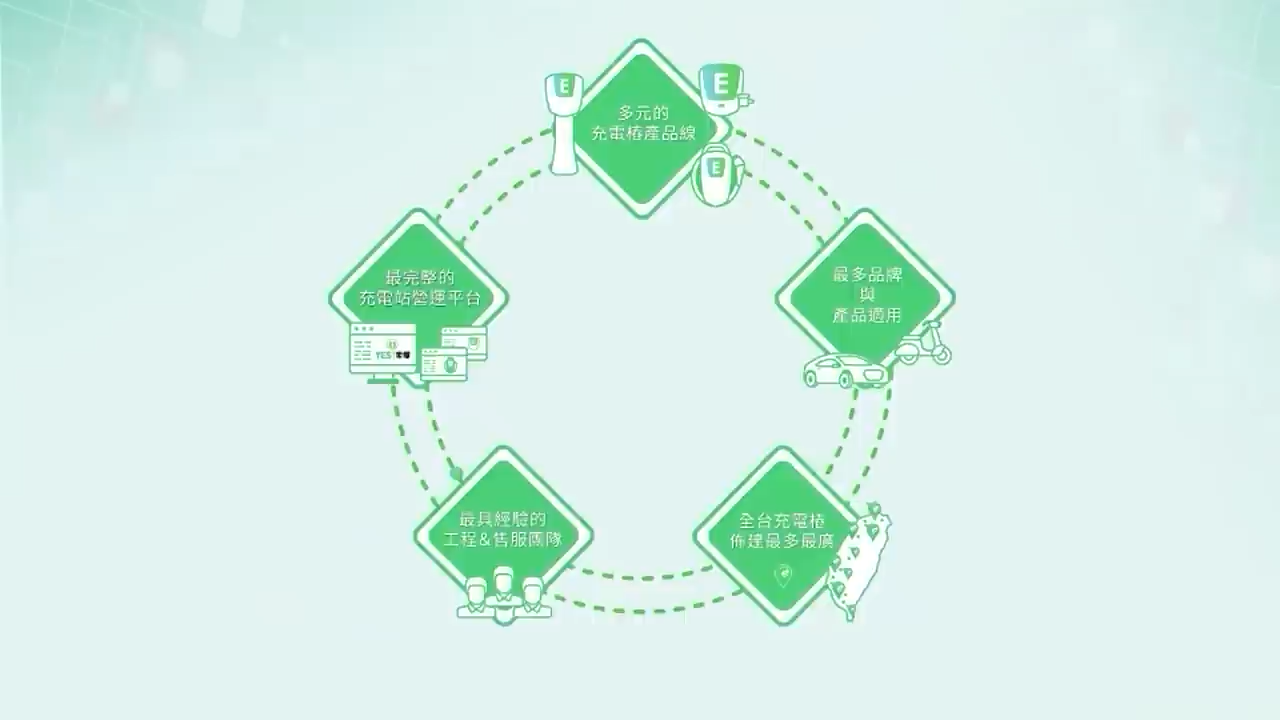 E
E
多元的
充電樁產品線
E
最完整的
充電站營運平台
YES
最多品牌
與
產品適用
最具經驗的
工程&售服團隊
全台充電樁
佈建最多最廣